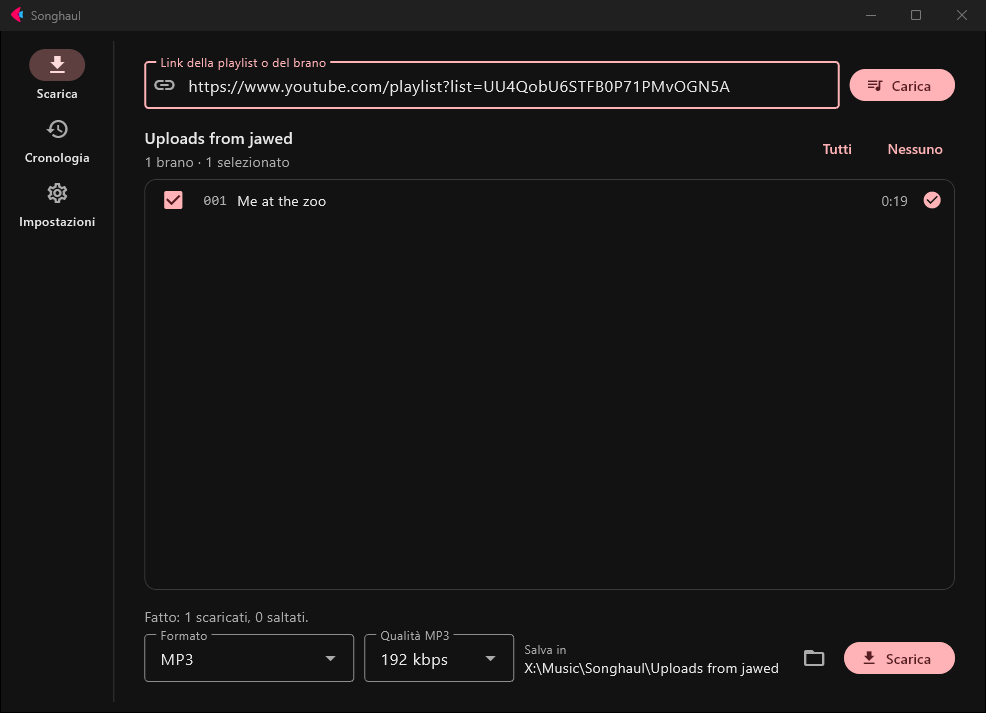 Songhaul
Scarica
Cronologia
Impostazioni
Link della playlist o del brano
https://www.youtube.com/playlist?list=UU4QobU6STFB0P71PMvOGN5A
Carica
Uploads from jawed
1 brano · 1 selezionato
Tutti
Nessuno
001 Me at the zoo 0:19
Fatto: 1 scaricati, 0 saltati.
Formato
MP3
Qualità MP3
192 kbps
Salva in
X:\Music\Songhaul\Uploads from jawed
Scarica